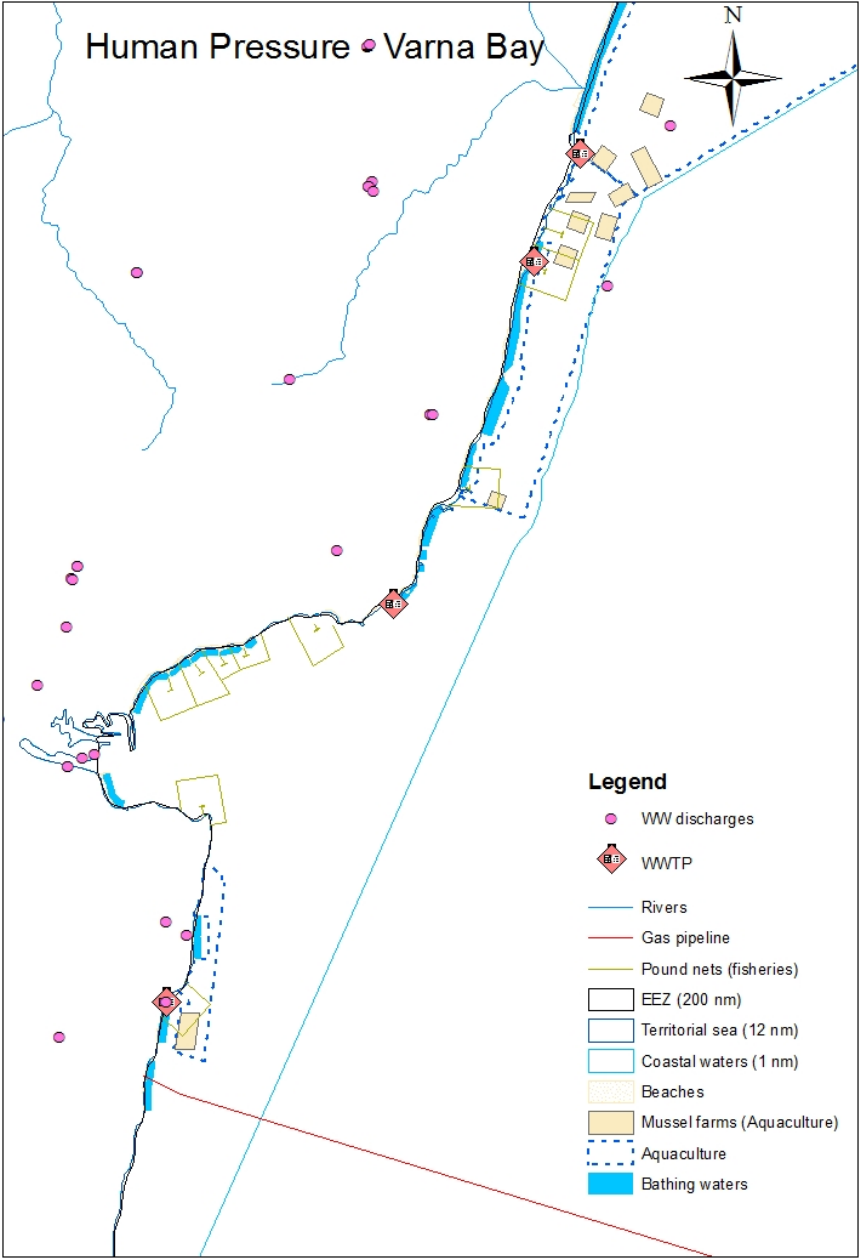 Human Pressure - Varna Bay
N
Legend
WW discharges
WWTP
Rivers
Gas pipeline
Pound nets (fisheries)
EEZ (200 nm)
Territorial sea (12 nm)
Coastal waters (1 nm)
Beaches
Mussel farms (Aquaculture)
Aquaculture
Bathing waters